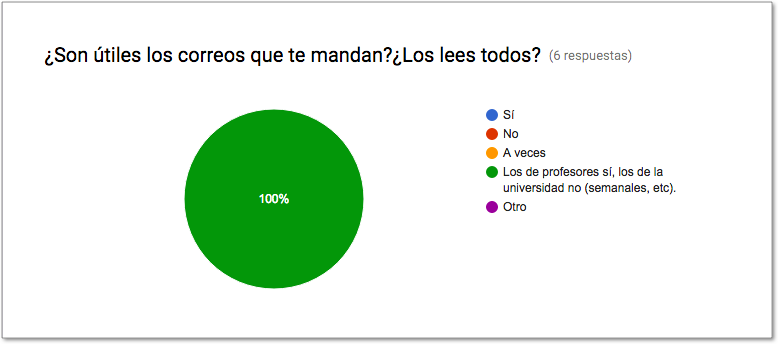 ¿Son útiles los correos que te mandan?¿Los lees todos? (6 respuestas)
100%
Sí
No
A veces
Los de profesores sí, los de la
universidad no (semanales, etc).
Otro